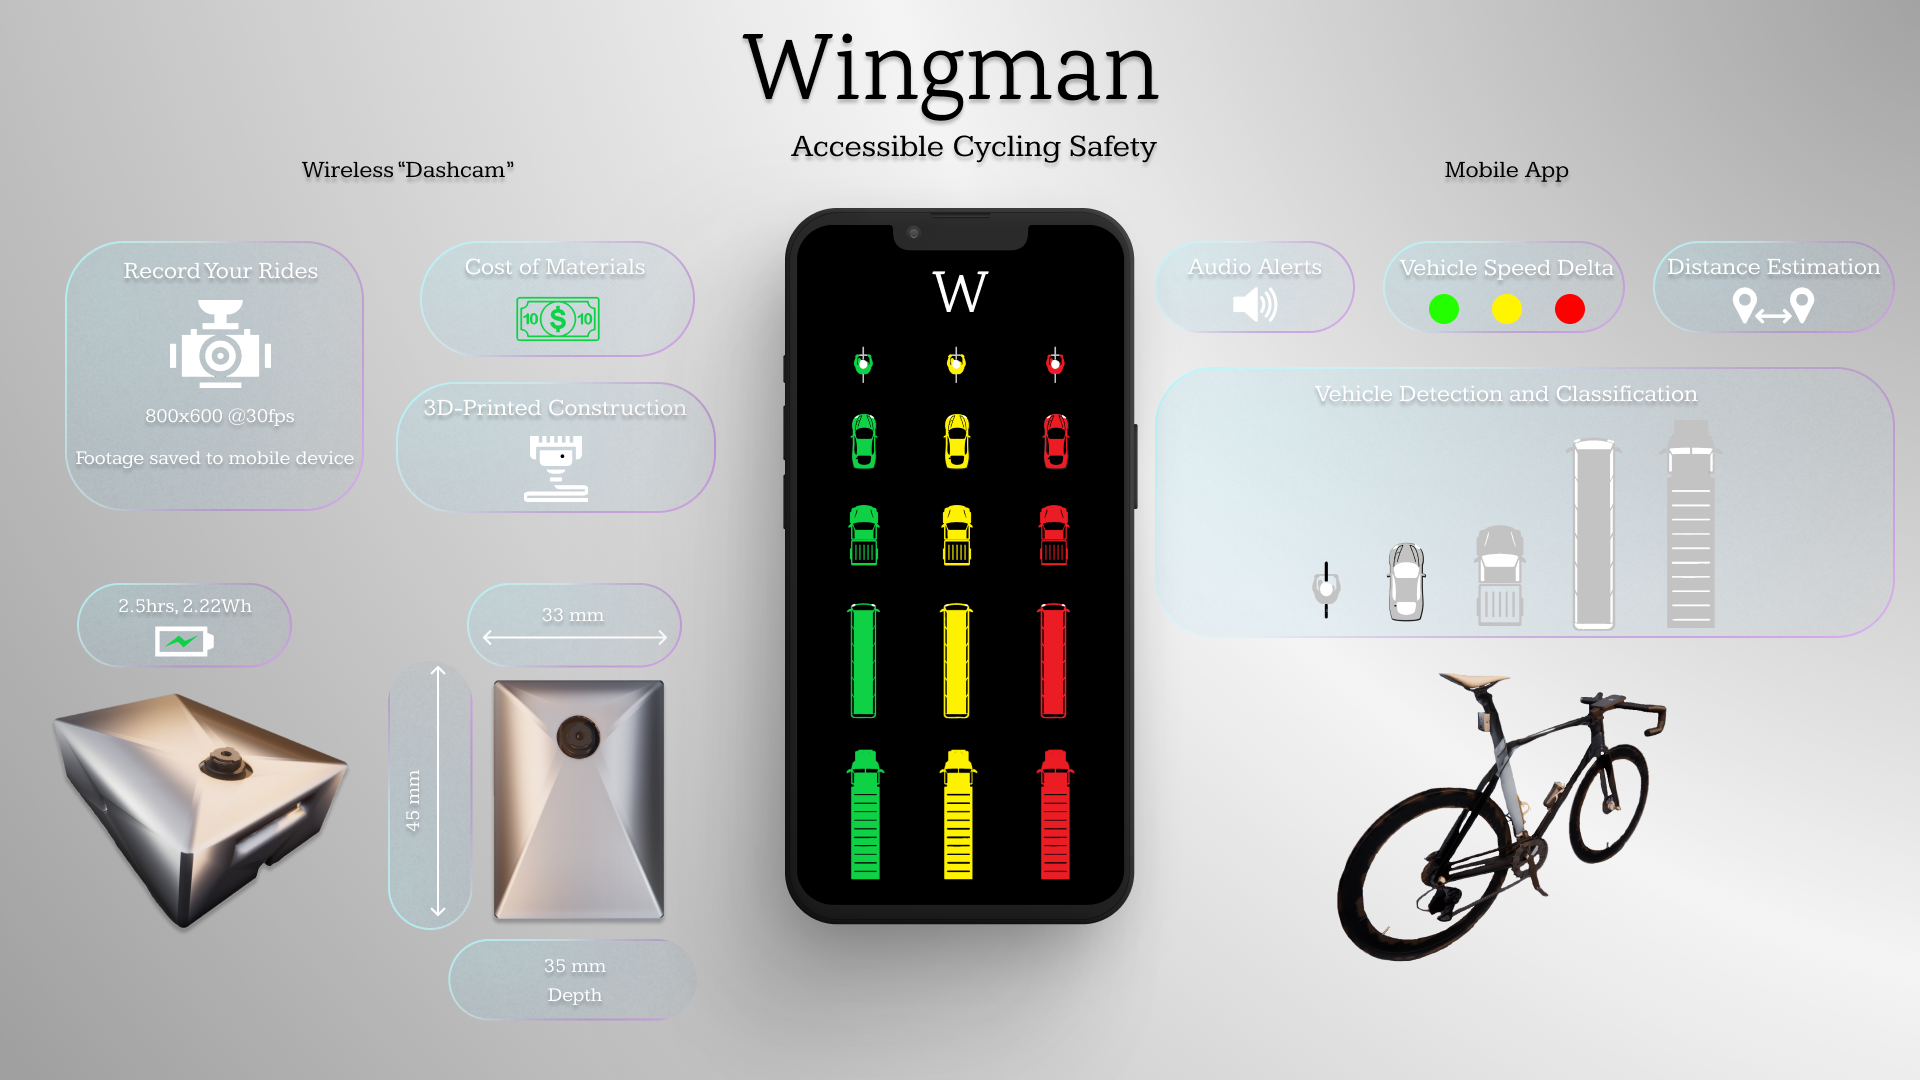 Wingman
Accessible Cycling Safety
Wireless “Dashcam”
Record Your Rides
800x600 @30fps
Footage saved to mobile device
Cost of Materials
10 $ 10
3D-Printed Construction
2.5hrs, 2.22Wh
33 mm
45 mm
35 mm
Depth
W
Mobile App
Audio Alerts
Vehicle Speed Delta
Distance Estimation
Vehicle Detection and Classification